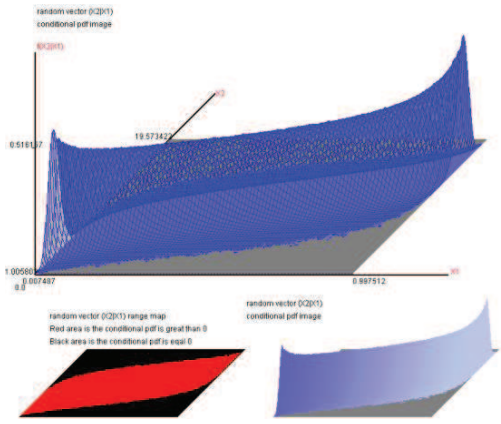 random vector (X2|X1)
conditional pdf image
f(X2|X1)
X2
19.573422
0.516157
1.005603
0.007487
0.997512
X1
0.0
random vector (X2|X1) range map
Red area is the conditional pdf is great than 0
Black area is the conditional pdf is equal 0
random vector (X2|X1)
conditional pdf image